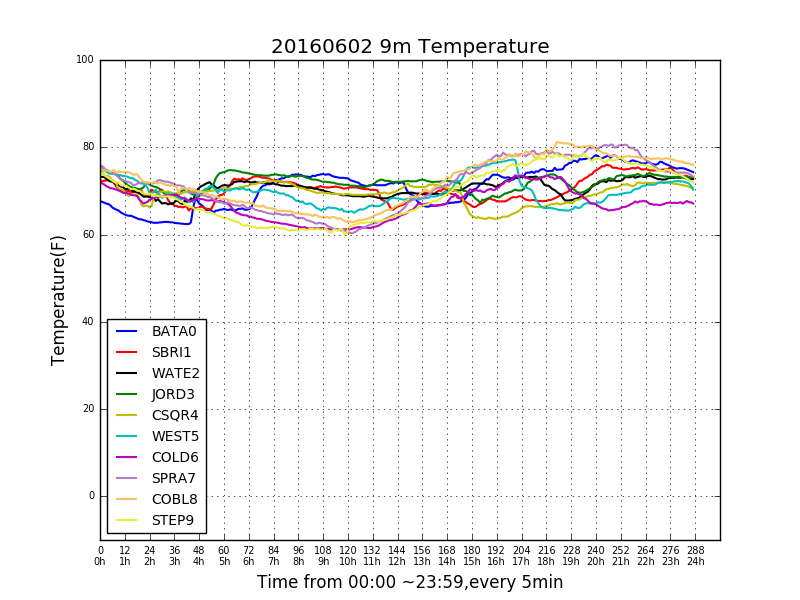 20160602 9m Temperature
100
80
60
40
20
0
Temperature(F)
BATA0
SBRI1
WATE2
JORD3
CSQR4
WEST5
COLD6
SPRA7
COBL8
STEP9
0 12 24 36 48 60 72 84 96 108 120 132 144 156 168 180 192 204 216 228 240 252 264 276 288
0h 1h 2h 3h 4h 5h 6h 7h 8h 9h 10h 11h 12h 13h 14h 15h 16h 17h 18h 19h 20h 21h 22h 23h 24h
Time from 00:00 ~23:59,every 5min